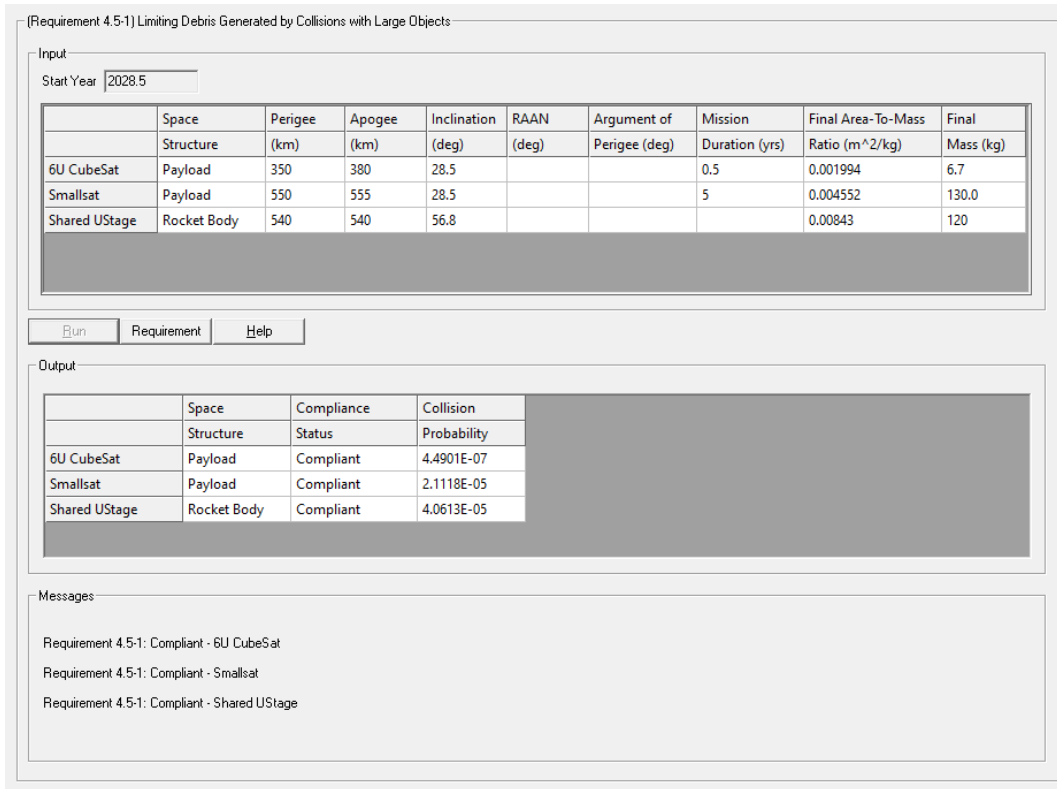 (Requirement 4.5-1) Limiting Debris Generated by Collisions with Large Objects
Input
Start Year 2028.5
Space Perigee Apogee Inclination RAAN Argument of Mission Final Area-To-Mass Final
Structure (km) (km) (deg) (deg) Perigee (deg) Duration (yrs) Ratio (m^2/kg) Mass (kg)
6U CubeSat Payload 350 380 28.5 0.5 0.001994 6.7
Smallsat Payload 550 555 28.5 5 0.004552 130.0
Shared UStage Rocket Body 540 540 56.8 0.00843 120
Run Requirement Help
Output
Space Compliance Collision
Structure Status Probability
6U CubeSat Payload Compliant 4.4901E-07
Smallsat Payload Compliant 2.1118E-05
Shared UStage Rocket Body Compliant 4.0613E-05
Messages
Requirement 4.5-1: Compliant - 6U CubeSat
Requirement 4.5-1: Compliant - Smallsat
Requirement 4.5-1: Compliant - Shared UStage